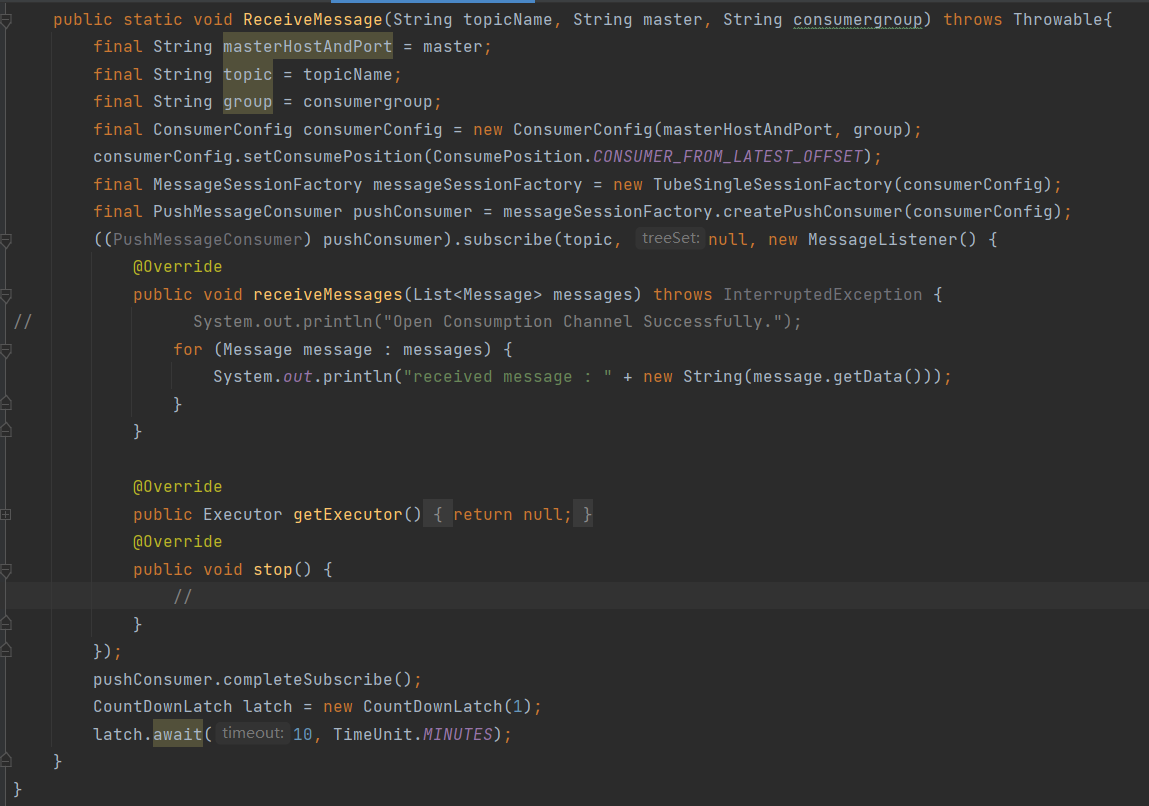 public static void ReceiveMessage(String topicName, String master, String consumergroup) throws Throwable{
final String masterHostAndPort = master;
final String topic = topicName;
final String group = consumergroup;
final ConsumerConfig consumerConfig = new ConsumerConfig(masterHostAndPort, group);
consumerConfig.setConsumePosition(ConsumePosition.CONSUMER_FROM_LATEST_OFFSET);
final MessageSessionFactory messageSessionFactory = new TubeSingleSessionFactory(consumerConfig);
final PushMessageConsumer pushConsumer = messageSessionFactory.createPushConsumer(consumerConfig);
((PushMessageConsumer) pushConsumer).subscribe(topic, treeSet: null, new MessageListener() {
@Override
public void receiveMessages(List<Message> messages) throws InterruptedException {
// System.out.println("Open Consumption Channel Successfully.");
for (Message message : messages) {
System.out.println("received message : " + new String(message.getData()));
}
}
@Override
public Executor getExecutor() { return null; }
@Override
public void stop() {
//
}
});
pushConsumer.completeSubscribe();
CountDownLatch latch = new CountDownLatch(1);
latch.await( timeout: 10, TimeUnit.MINUTES);
}
}